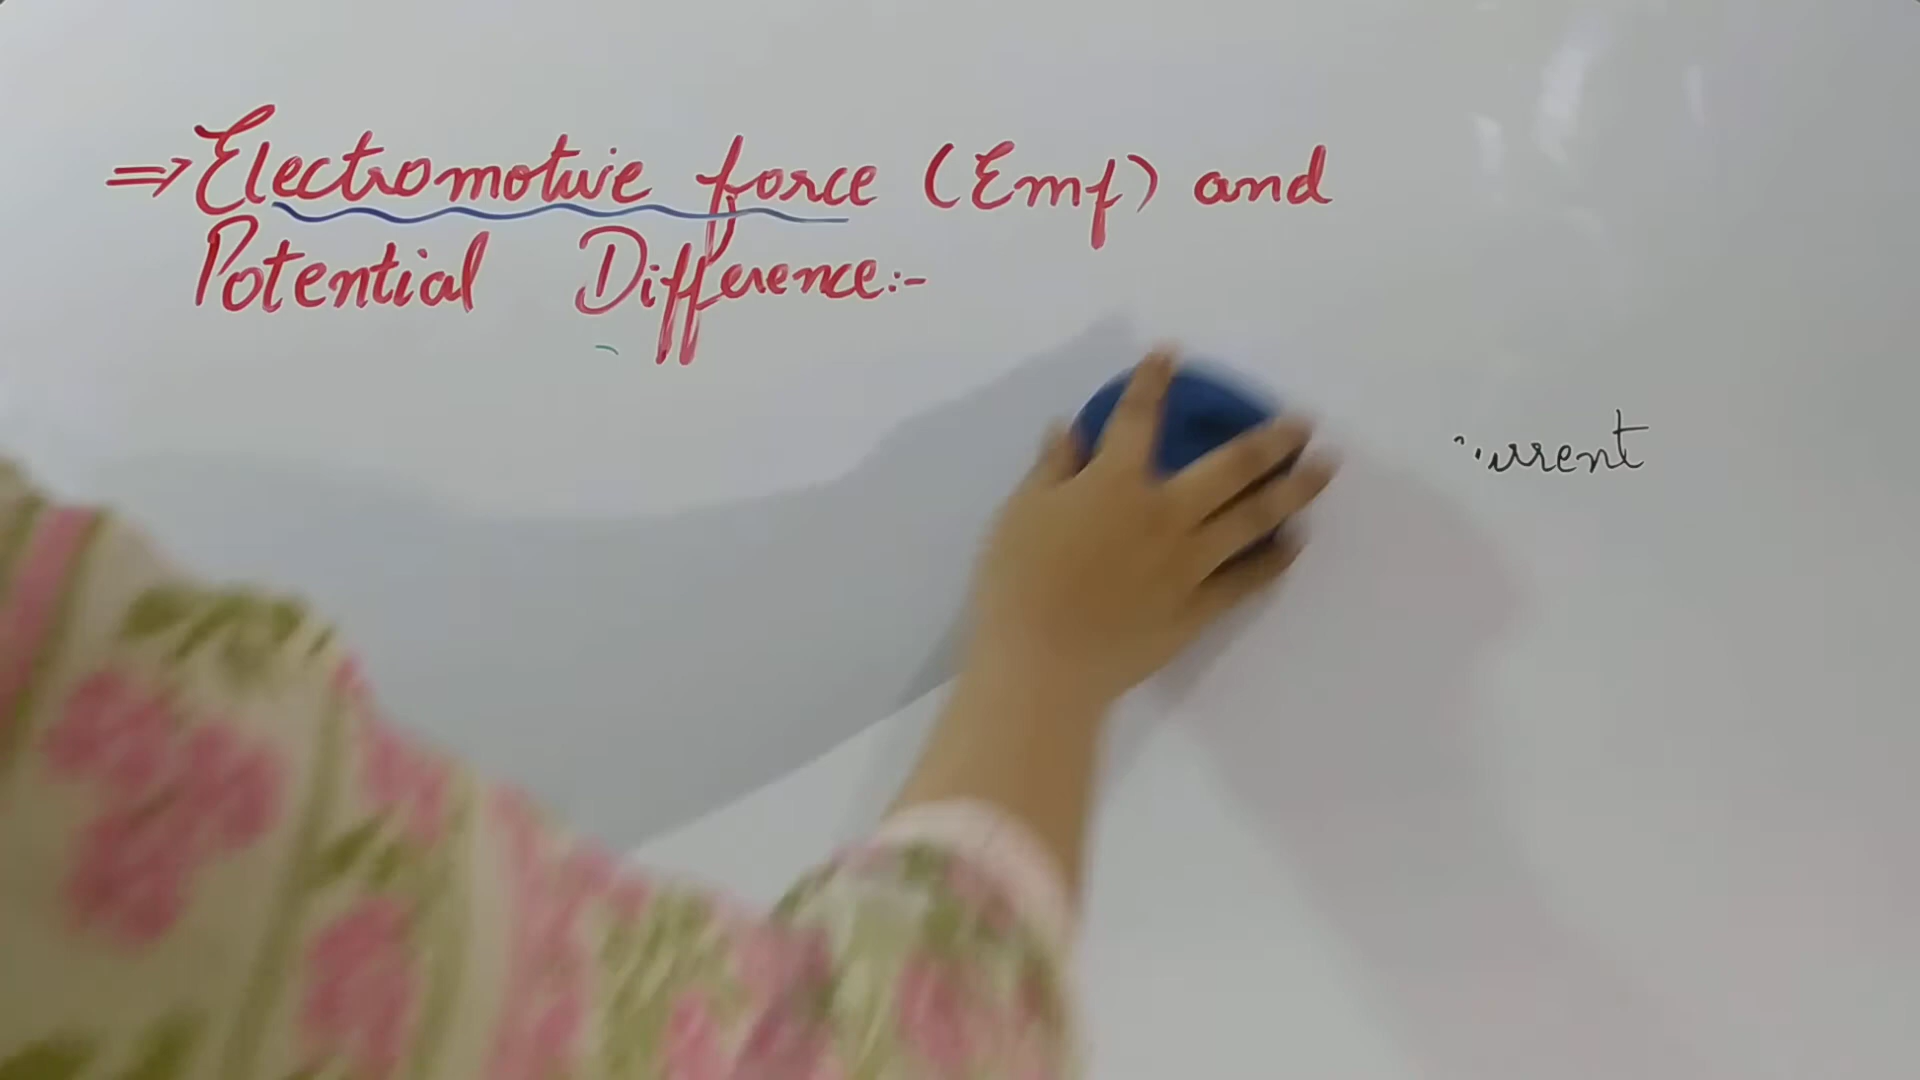 ⇒ Electromotive force (Emf) and
Potential Difference:-